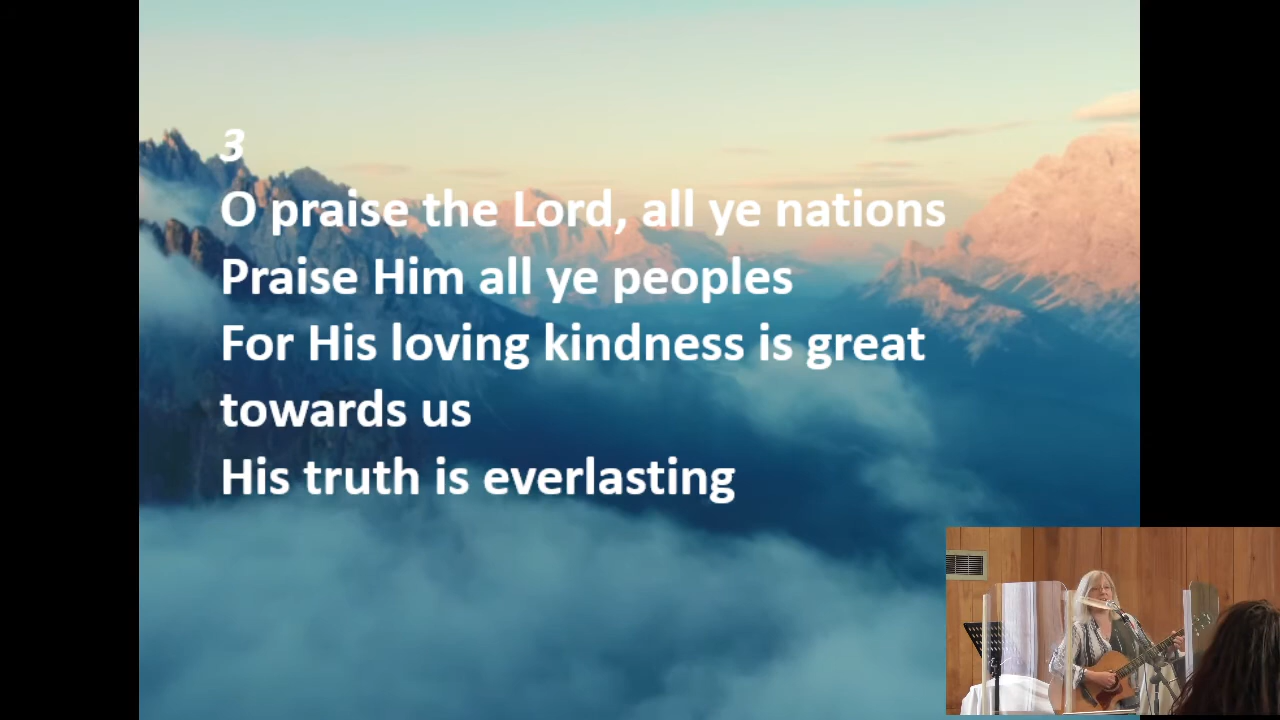 3
O praise the Lord, all ye nations
Praise Him all ye peoples
For His loving kindness is great
towards us
His truth is everlasting